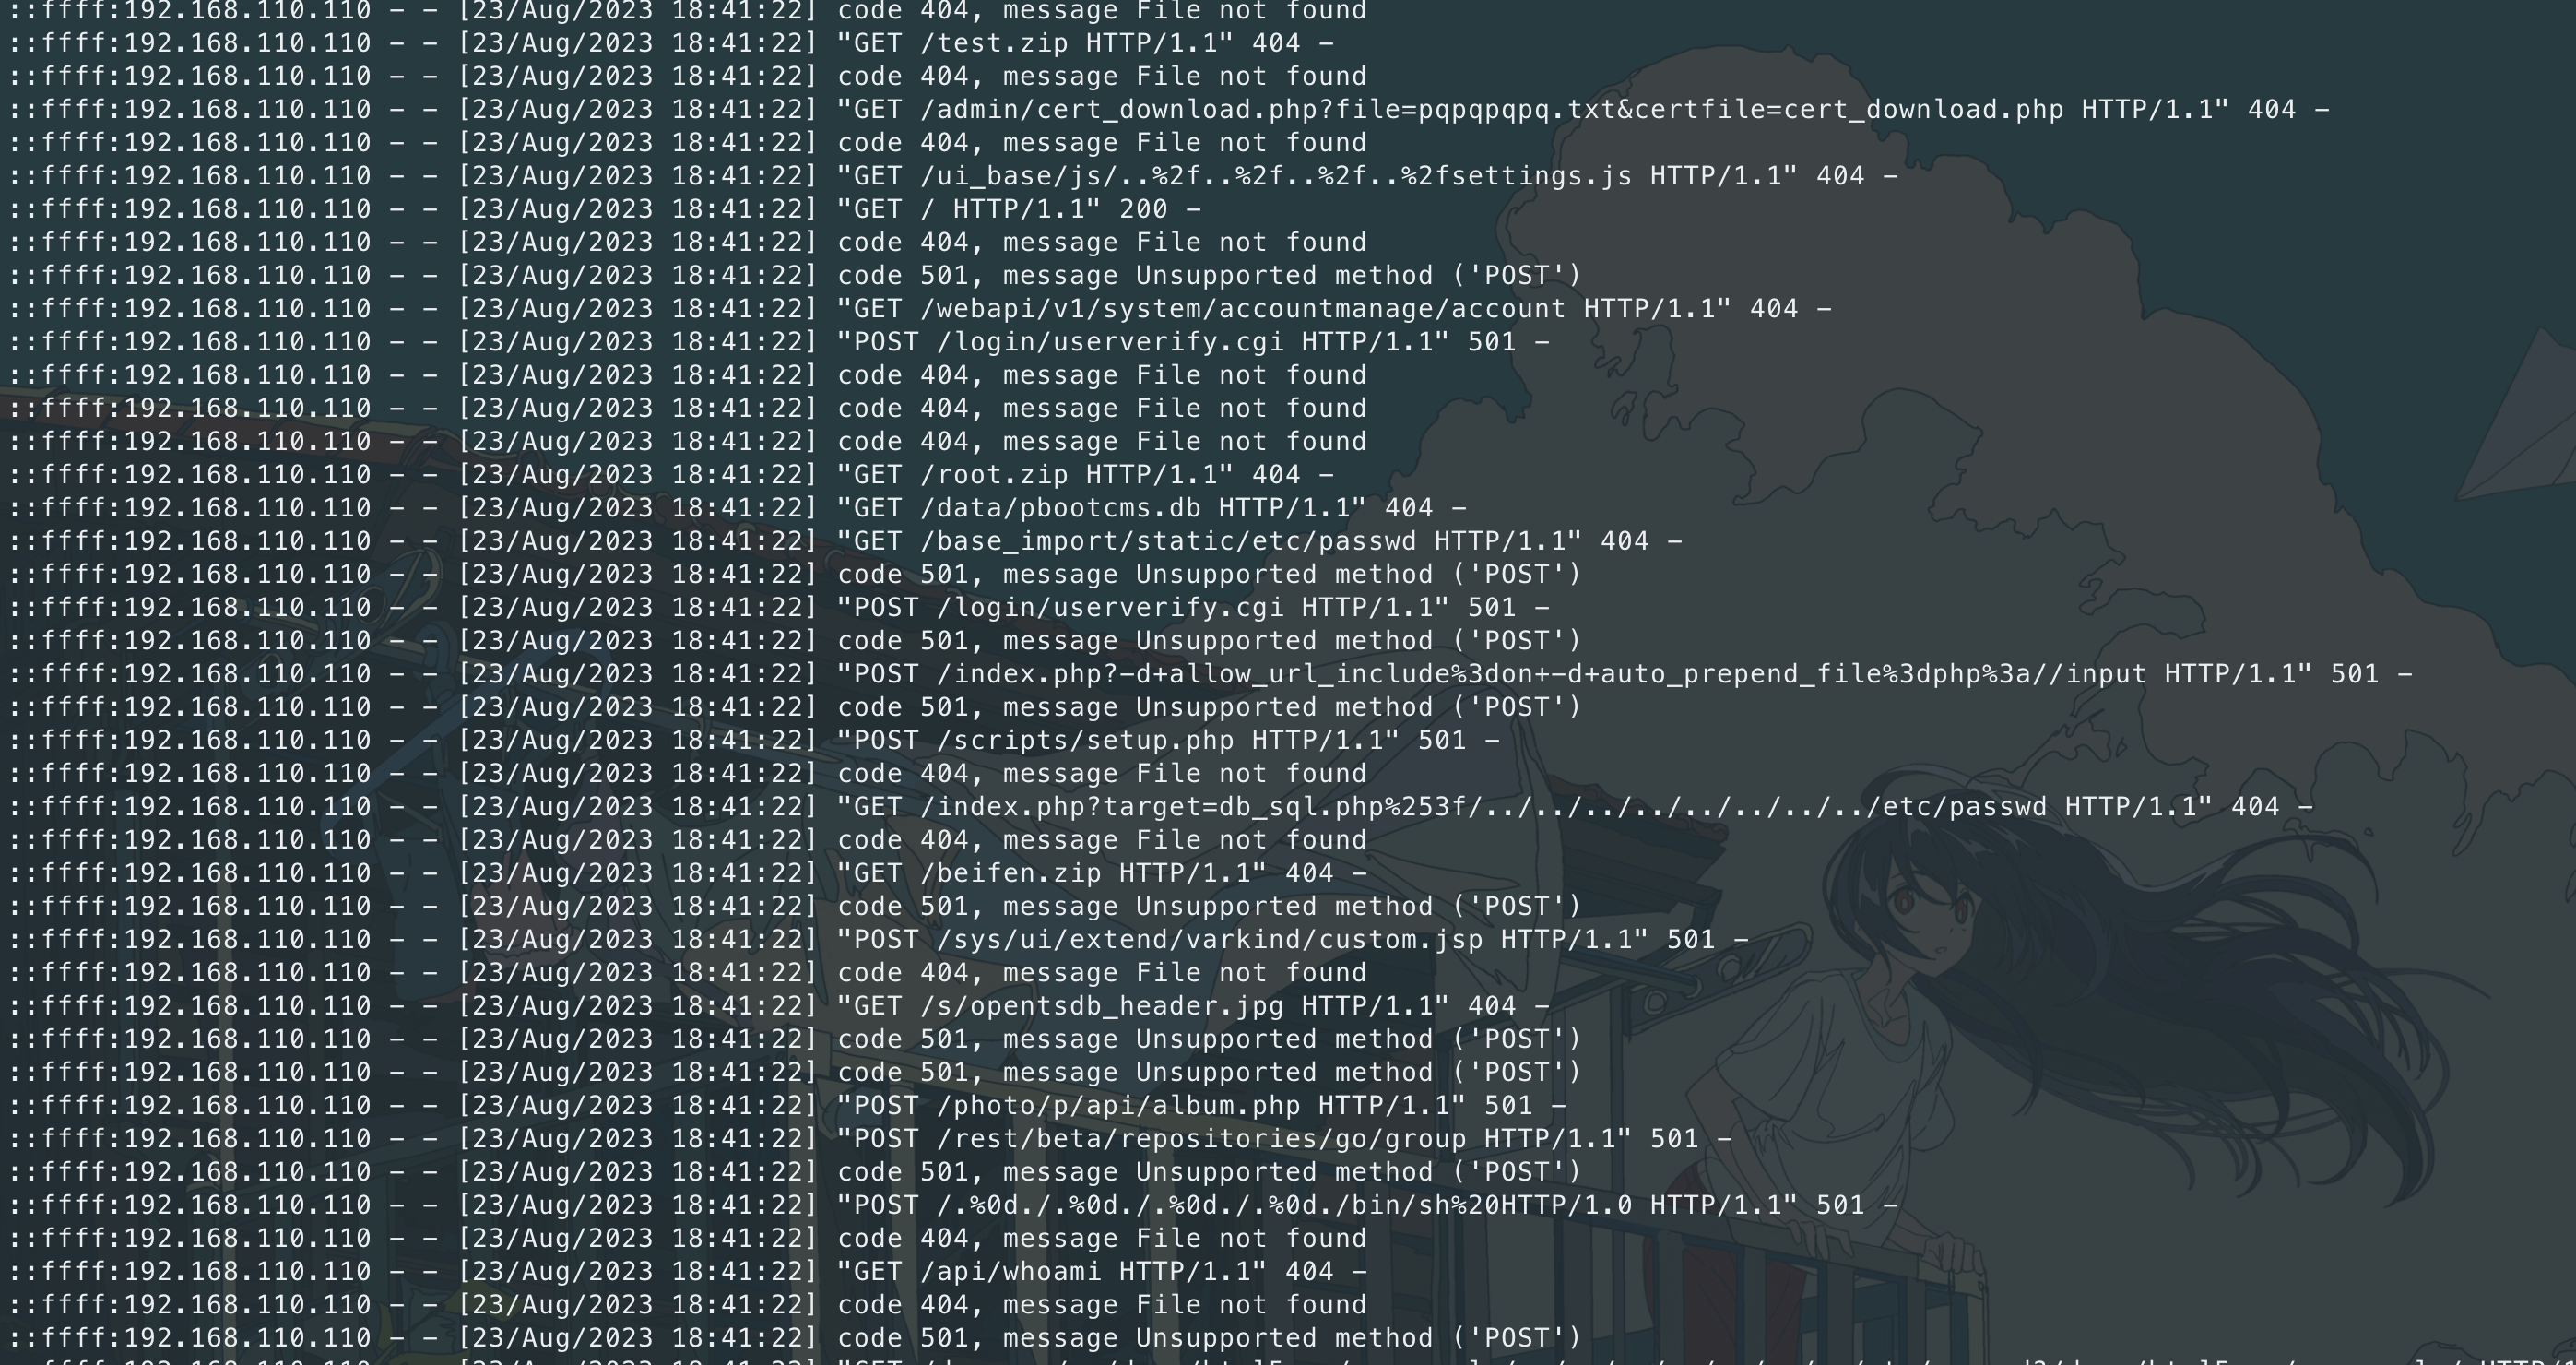 ::ffff:192.168.110.110 - - [23/Aug/2023 18:41:22] code 404, message File not found
::ffff:192.168.110.110 - - [23/Aug/2023 18:41:22] "GET /test.zip HTTP/1.1" 404 -
::ffff:192.168.110.110 - - [23/Aug/2023 18:41:22] code 404, message File not found
::ffff:192.168.110.110 - - [23/Aug/2023 18:41:22] "GET /admin/cert_download.php?file=pqpqpqpq.txt&certfile=cert_download.php HTTP/1.1" 404 -
::ffff:192.168.110.110 - - [23/Aug/2023 18:41:22] code 404, message File not found
::ffff:192.168.110.110 - - [23/Aug/2023 18:41:22] "GET /ui_base/js/..%2f..%2f..%2f..%2fsettings.js HTTP/1.1" 404 -
::ffff:192.168.110.110 - - [23/Aug/2023 18:41:22] "GET / HTTP/1.1" 200 -
::ffff:192.168.110.110 - - [23/Aug/2023 18:41:22] code 404, message File not found
::ffff:192.168.110.110 - - [23/Aug/2023 18:41:22] code 501, message Unsupported method ('POST')
::ffff:192.168.110.110 - - [23/Aug/2023 18:41:22] "GET /webapi/v1/system/accountmanage/account HTTP/1.1" 404 -
::ffff:192.168.110.110 - - [23/Aug/2023 18:41:22] "POST /login/userverify.cgi HTTP/1.1" 501 -
::ffff:192.168.110.110 - - [23/Aug/2023 18:41:22] code 404, message File not found
::ffff:192.168.110.110 - - [23/Aug/2023 18:41:22] code 404, message File not found
::ffff:192.168.110.110 - - [23/Aug/2023 18:41:22] code 404, message File not found
::ffff:192.168.110.110 - - [23/Aug/2023 18:41:22] "GET /root.zip HTTP/1.1" 404 -
::ffff:192.168.110.110 - - [23/Aug/2023 18:41:22] "GET /data/pbootcms.db HTTP/1.1" 404 -
::ffff:192.168.110.110 - - [23/Aug/2023 18:41:22] "GET /base_import/static/etc/passwd HTTP/1.1" 404 -
::ffff:192.168.110.110 - - [23/Aug/2023 18:41:22] code 501, message Unsupported method ('POST')
::ffff:192.168.110.110 - - [23/Aug/2023 18:41:22] "POST /login/userverify.cgi HTTP/1.1" 501 -
::ffff:192.168.110.110 - - [23/Aug/2023 18:41:22] code 501, message Unsupported method ('POST')
::ffff:192.168.110.110 - - [23/Aug/2023 18:41:22] "POST /index.php?-d+allow_url_include%3don+-d+auto_prepend_file%3dphp%3a//input HTTP/1.1" 501 -
::ffff:192.168.110.110 - - [23/Aug/2023 18:41:22] code 501, message Unsupported method ('POST')
::ffff:192.168.110.110 - - [23/Aug/2023 18:41:22] "POST /scripts/setup.php HTTP/1.1" 501 -
::ffff:192.168.110.110 - - [23/Aug/2023 18:41:22] code 404, message File not found
::ffff:192.168.110.110 - - [23/Aug/2023 18:41:22] "GET /index.php?target=db_sql.php%253f/../../../../../../../../etc/passwd HTTP/1.1" 404 -
::ffff:192.168.110.110 - - [23/Aug/2023 18:41:22] code 404, message File not found
::ffff:192.168.110.110 - - [23/Aug/2023 18:41:22] "GET /beifen.zip HTTP/1.1" 404 -
::ffff:192.168.110.110 - - [23/Aug/2023 18:41:22] code 501, message Unsupported method ('POST')
::ffff:192.168.110.110 - - [23/Aug/2023 18:41:22] "POST /sys/ui/extend/varkind/custom.jsp HTTP/1.1" 501 -
::ffff:192.168.110.110 - - [23/Aug/2023 18:41:22] code 404, message File not found
::ffff:192.168.110.110 - - [23/Aug/2023 18:41:22] "GET /s/opentsdb_header.jpg HTTP/1.1" 404 -
::ffff:192.168.110.110 - - [23/Aug/2023 18:41:22] code 501, message Unsupported method ('POST')
::ffff:192.168.110.110 - - [23/Aug/2023 18:41:22] code 501, message Unsupported method ('POST')
::ffff:192.168.110.110 - - [23/Aug/2023 18:41:22] "POST /photo/p/api/album.php HTTP/1.1" 501 -
::ffff:192.168.110.110 - - [23/Aug/2023 18:41:22] "POST /rest/beta/repositories/go/group HTTP/1.1" 501 -
::ffff:192.168.110.110 - - [23/Aug/2023 18:41:22] code 501, message Unsupported method ('POST')
::ffff:192.168.110.110 - - [23/Aug/2023 18:41:22] "POST /.%0d./.%0d./.%0d./.%0d./bin/sh%20HTTP/1.0 HTTP/1.1" 501 -
::ffff:192.168.110.110 - - [23/Aug/2023 18:41:22] code 404, message File not found
::ffff:192.168.110.110 - - [23/Aug/2023 18:41:22] "GET /api/whoami HTTP/1.1" 404 -
::ffff:192.168.110.110 - - [23/Aug/2023 18:41:22] code 404, message File not found
::ffff:192.168.110.110 - - [23/Aug/2023 18:41:22] code 501, message Unsupported method ('POST')